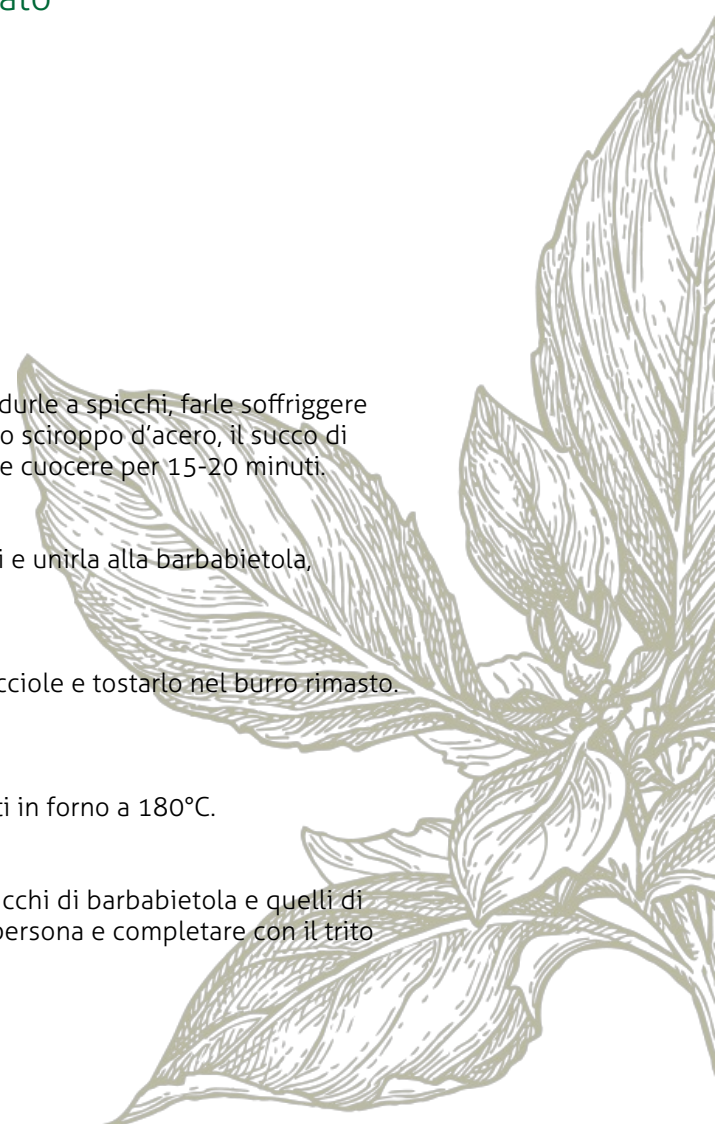 ato
durle a spicchi, farle soffriggere
o sciroppo d'acero, il succo di
e cuocere per 15-20 minuti.
i e unirla alla barbabietola,
cciole e tostarlo nel burro rimasto.
ti in forno a 180°C.
icchi di barbabietola e quelli di
persona e completare con il trito